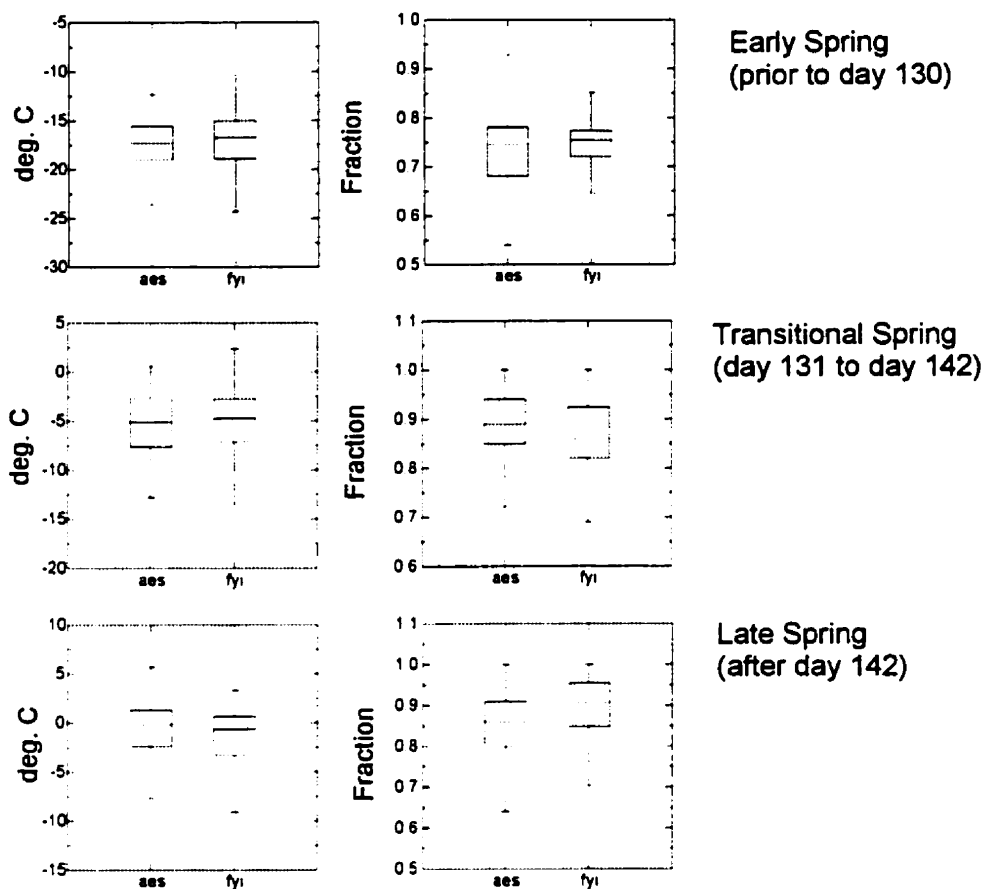 deg. C
-5
-10
-15
-20
-25
-30
aes fyi
Fraction
1 0
0 9
0 8
0 7
0 6
0 5
aes fyi
Early Spring
(prior to day 130)
deg. C
5
0
-5
-10
-15
-20
aes fyi
Fraction
1 1
1 0
0 9
0 8
0 7
0 6
aes fyi
Transitional Spring
(day 131 to day 142)
deg. C
10
5
0
-5
-10
-15
aes fyi
Fraction
1 1
1 0
0 9
0 8
0 7
0 6
0 5
aes fyi
Late Spring
(after day 142)